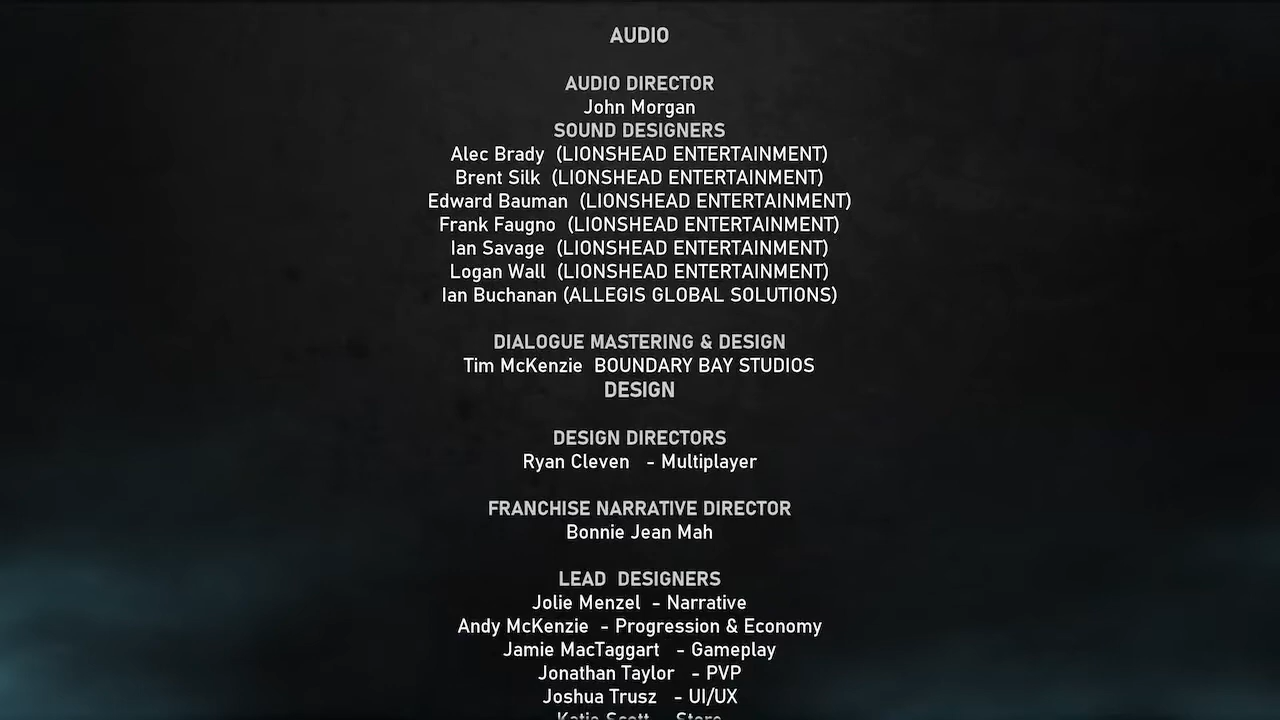 AUDIO
AUDIO DIRECTOR
John Morgan
SOUND DESIGNERS
Alec Brady (LIONSHEAD ENTERTAINMENT)
Brent Silk (LIONSHEAD ENTERTAINMENT)
Edward Bauman (LIONSHEAD ENTERTAINMENT)
Frank Faugno (LIONSHEAD ENTERTAINMENT)
Ian Savage (LIONSHEAD ENTERTAINMENT)
Logan Wall (LIONSHEAD ENTERTAINMENT)
Ian Buchanan (ALLEGIS GLOBAL SOLUTIONS)
DIALOGUE MASTERING & DESIGN
Tim McKenzie BOUNDARY BAY STUDIOS
DESIGN
DESIGN DIRECTORS
Ryan Cleven - Multiplayer
FRANCHISE NARRATIVE DIRECTOR
Bonnie Jean Mah
LEAD DESIGNERS
Jolie Menzel - Narrative
Andy McKenzie - Progression & Economy
Jamie MacTaggart - Gameplay
Jonathan Taylor - PVP
Joshua Trusz - UI/UX
Katie Scott - Store